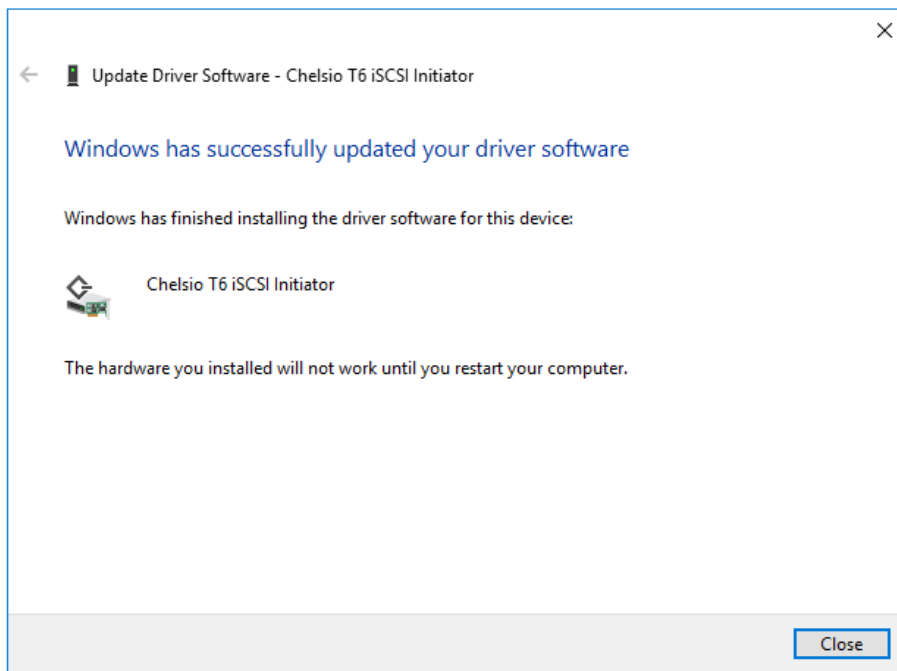 Update Driver Software - Chelsio T6 iSCSI Initiator
Windows has successfully updated your driver software
Windows has finished installing the driver software for this device:
Chelsio T6 iSCSI Initiator
The hardware you installed will not work until you restart your computer.
Close